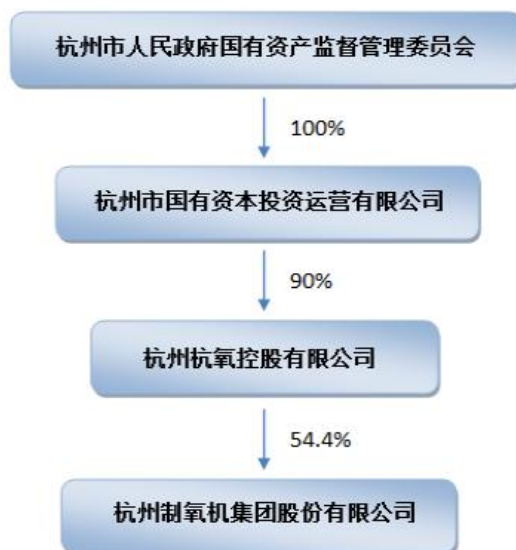 杭州市人民政府国有资产监督管理委员会
100%
杭州市国有资本投资运营有限公司
90%
杭州杭氧控股有限公司
54.4%
杭州制氧机集团股份有限公司